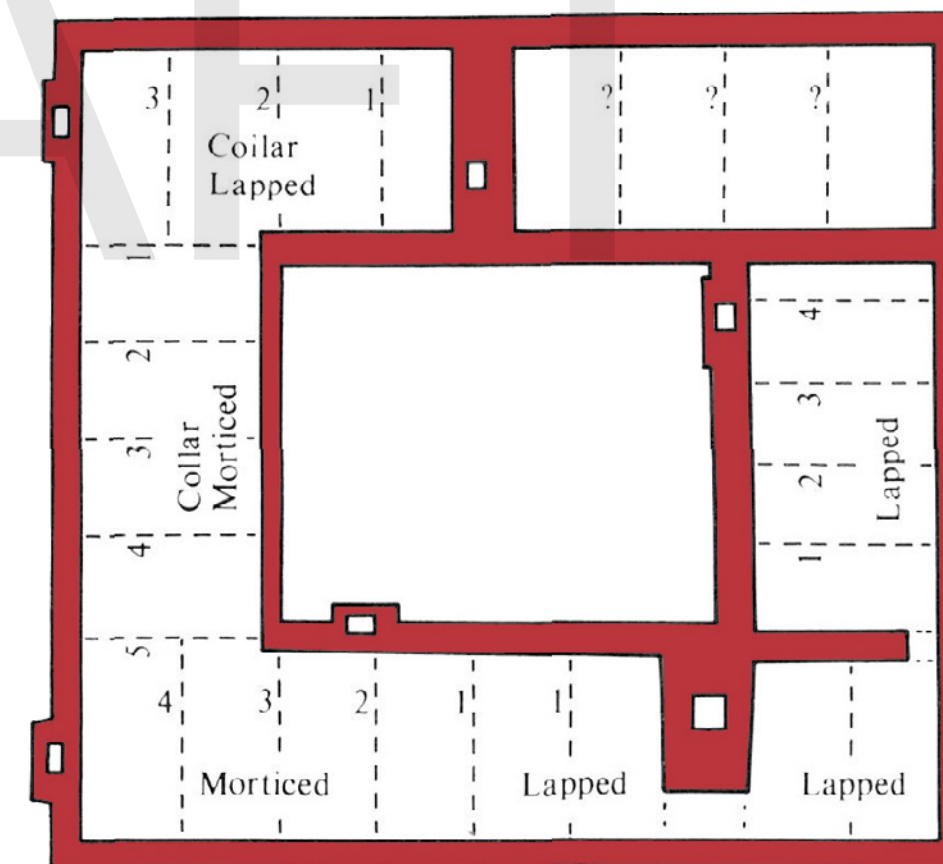 3 2 1
? ? ?
Coilar
Lapped
1
2
3
4
5
Collar
Morticed
4
3
2
1
Lapped
4 3 2 1 1
Morticed Lapped Lapped